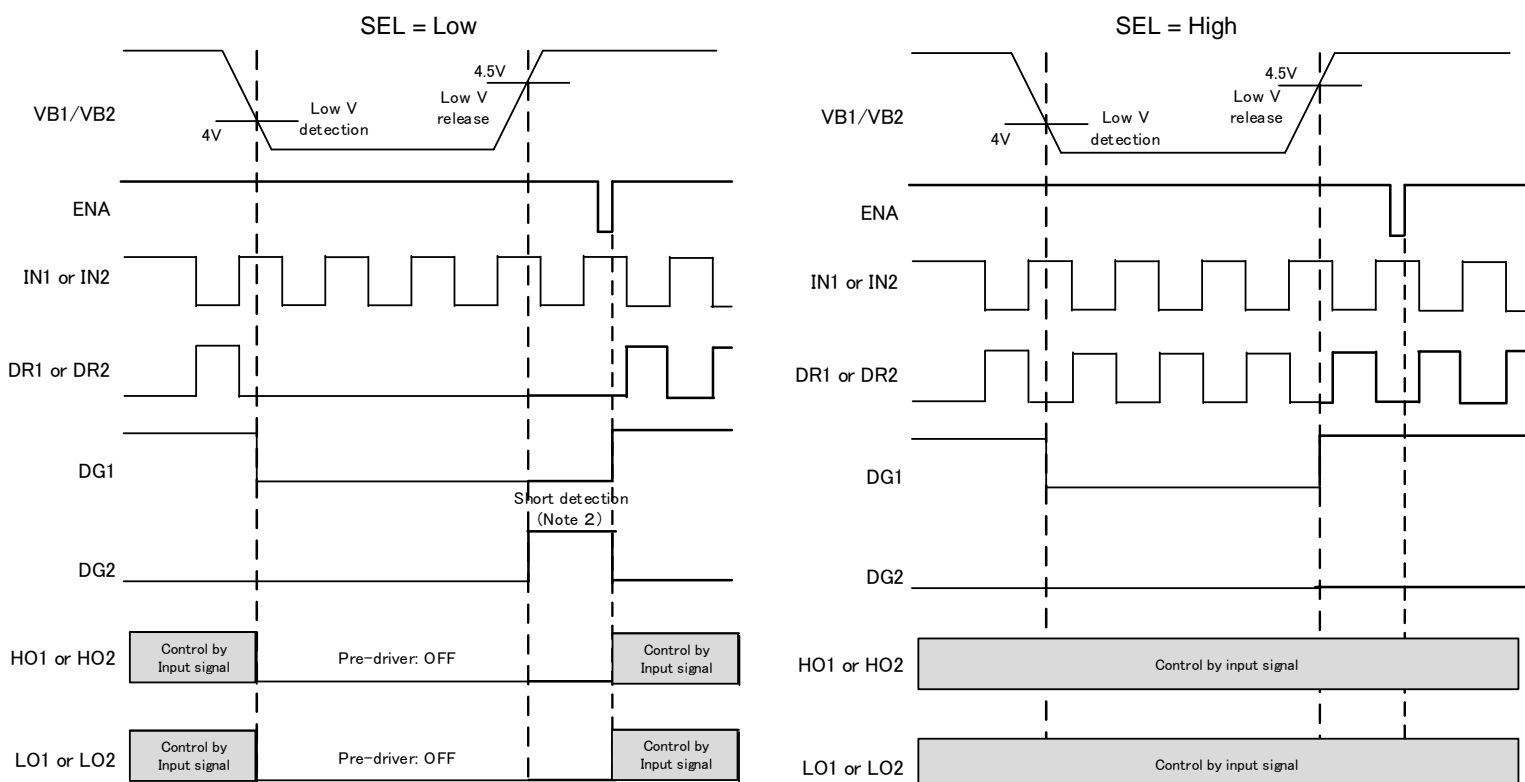 SEL = Low
4.5V
Low V
release
VB1/VB2
Low V
detection
4V
ENA
IN1 or IN2
DR1 or DR2
DG1
Short detection
(Note 2)
DG2
HO1 or HO2
Control by
Input signal
Pre-driver: OFF
Control by
Input signal
LO1 or LO2
Control by
Input signal
Pre-driver: OFF
Control by
Input signal
SEL = High
4.5V
Low V
release
VB1/VB2
Low V
detection
4V
ENA
IN1 or IN2
DR1 or DR2
DG1
DG2
HO1 or HO2
Control by input signal
LO1 or LO2
Control by input signal